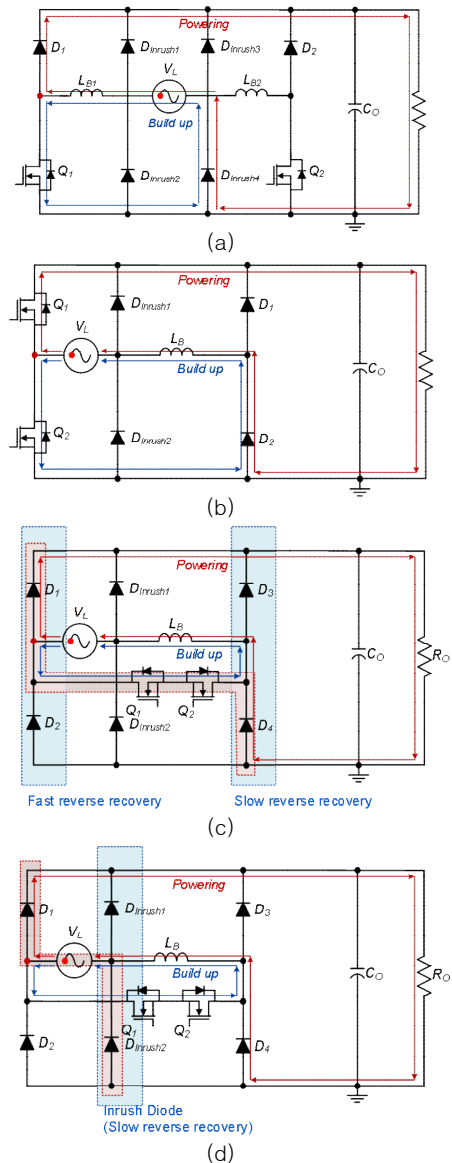 Powering
D1 DInrush1 DInrush3 D2
LB1 VL LB2
CO
Build up
Q1 DInrush2 DInrush4 Q2
(a)
Q1 Powering
DInrush1 D1
VL LB
Build up CO
Q2
DInrush2 D2
(b)
Powering
D1 DInrush1 D3
VL LB
Build up CO RO
Q1 Q2
D2 DInrush2 D4
Fast reverse recovery Slow reverse recovery
(c)
Powering
D1 DInrush1 D3
VL LB
Build up CO RO
Q1 Q2
D2 DInrush2 D4
Inrush Diode
(Slow reverse recovery)
(d)